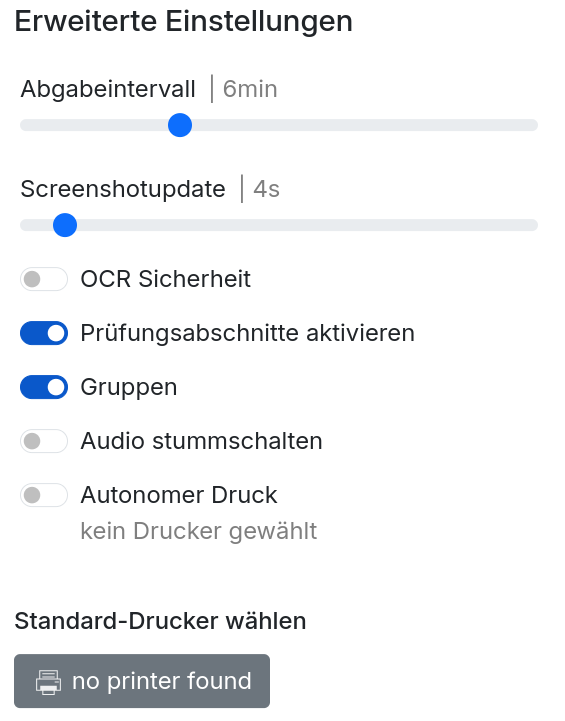 Erweiterte Einstellungen
Abgabeintervall | 6min
Screenshotupdate | 4s
OCR Sicherheit
Prüfungsabschnitte aktivieren
Gruppen
Audio stummschalten
Autonomer Druck
kein Drucker gewählt
Standard-Drucker wählen
no printer found